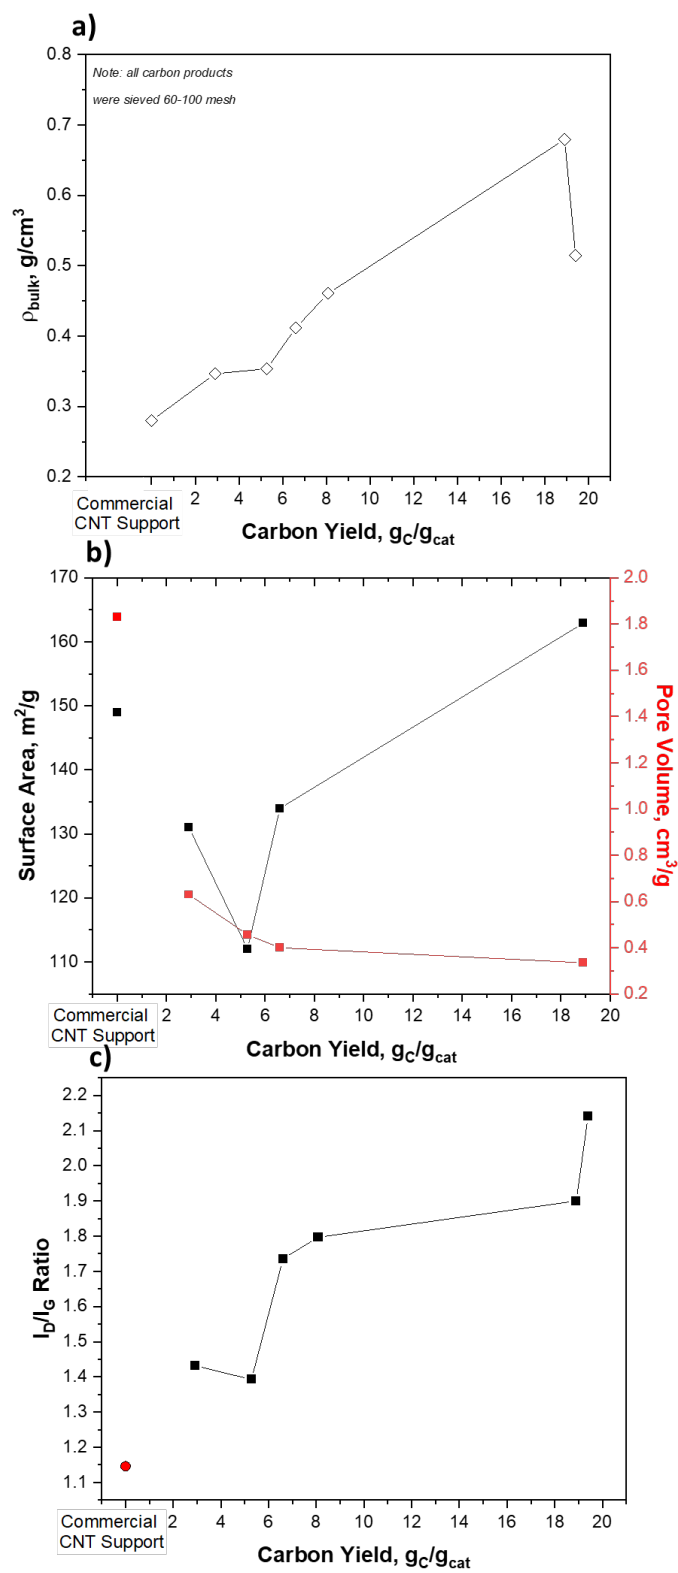 a)
0.8
Note: all carbon products
were sieved 60-100 mesh
0.7
0.6
0.5
0.4
0.3
0.2
ρbulk, g/cm3
Commercial 2 4 6 8 10 12 14 16 18 20
CNT Support
Carbon Yield, gC/gcat
b)
170 2.0
160 1.8
1.6
150 1.4
140 1.2
130 1.0
0.8
120 0.6
110 0.4
0.2
Surface Area, m2/g
Pore Volume, cm3/g
Commercial 2 4 6 8 10 12 14 16 18 20
CNT Support
Carbon Yield, gC/gcat
c)
2.2
2.1
2.0
1.9
1.8
1.7
1.6
1.5
1.4
1.3
1.2
1.1
ID/IG Ratio
Commercial 2 4 6 8 10 12 14 16 18 20
CNT Support
Carbon Yield, gC/gcat